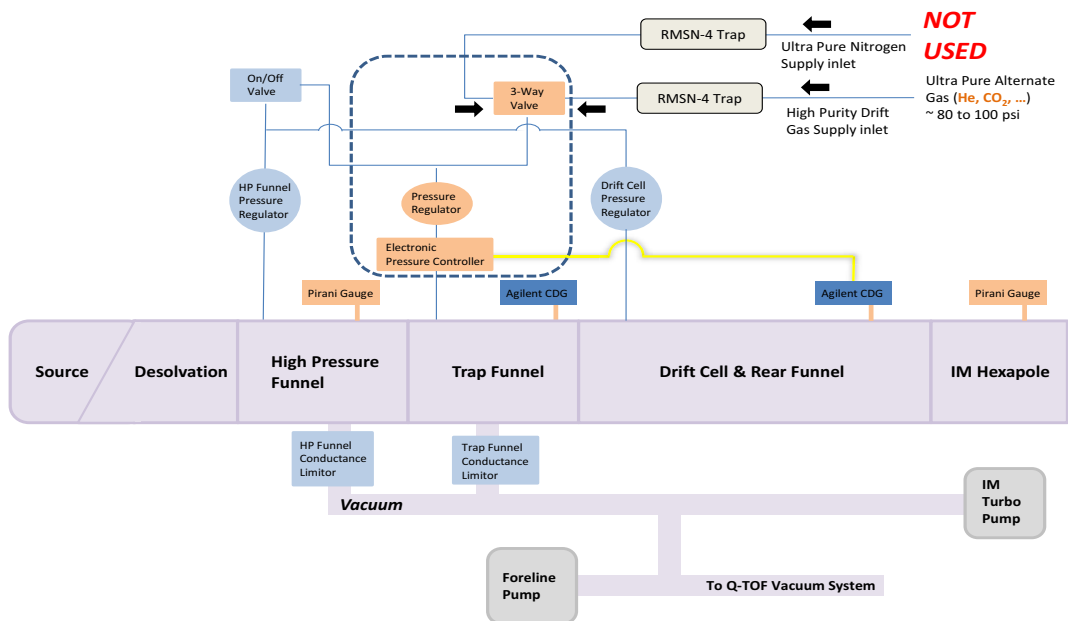 NOT
USED
RMSN-4 Trap
Ultra Pure Nitrogen
Supply inlet
On/Off
Valve
3-Way
Valve
RMSN-4 Trap
High Purity Drift
Gas Supply inlet
Ultra Pure Alternate
Gas (He, CO₂, ...)
~ 80 to 100 psi
HP Funnel
Pressure
Regulator
Pressure
Regulator
Drift Cell
Pressure
Regulator
Electronic
Pressure Controller
Pirani Gauge
Agilent CDG
Agilent CDG
Pirani Gauge
Source
Desolvation
High Pressure
Funnel
Trap Funnel
Drift Cell & Rear Funnel
IM Hexapole
HP Funnel
Conductance
Limitor
Trap Funnel
Conductance
Limitor
Vacuum
IM
Turbo
Pump
Foreline
Pump
To Q-TOF Vacuum System